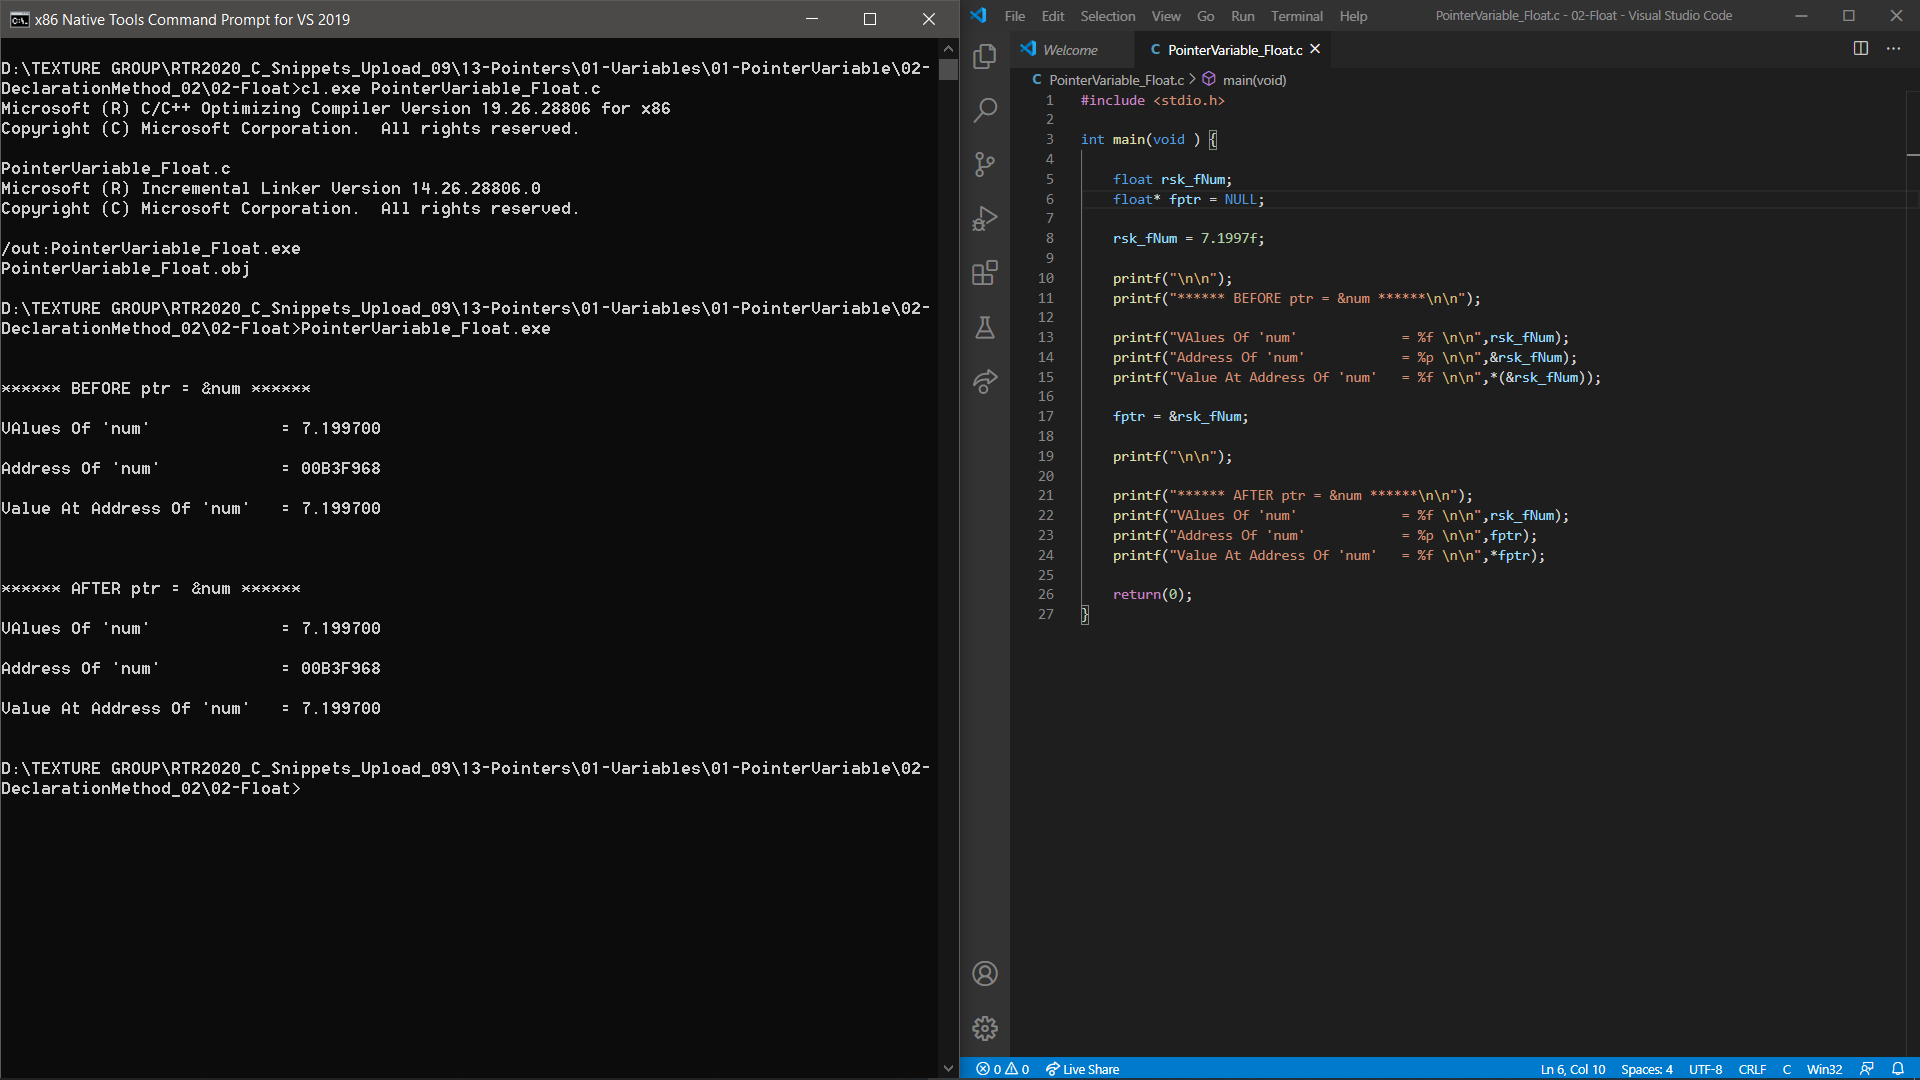 x86 Native Tools Command Prompt for VS 2019
D:\TEXTURE GROUP\RTR2020_C_Snippets_Upload_09\13-Pointers\01-Variables\01-PointerVariable\02-
DeclarationMethod_02\02-Float>cl.exe PointerVariable_Float.c
Microsoft (R) C/C++ Optimizing Compiler Version 19.26.28806 for x86
Copyright (C) Microsoft Corporation.  All rights reserved.
PointerVariable_Float.c
Microsoft (R) Incremental Linker Version 14.26.28806.0
Copyright (C) Microsoft Corporation.  All rights reserved.
/out:PointerVariable_Float.exe
PointerVariable_Float.obj
D:\TEXTURE GROUP\RTR2020_C_Snippets_Upload_09\13-Pointers\01-Variables\01-PointerVariable\02-
DeclarationMethod_02\02-Float>PointerVariable_Float.exe
****** BEFORE ptr = &num ******
VAlues Of 'num'             = 7.199700
Address Of 'num'            = 00B3F968
Value At Address Of 'num'   = 7.199700
****** AFTER ptr = &num ******
VAlues Of 'num'             = 7.199700
Address Of 'num'            = 00B3F968
Value At Address Of 'num'   = 7.199700
D:\TEXTURE GROUP\RTR2020_C_Snippets_Upload_09\13-Pointers\01-Variables\01-PointerVariable\02-
DeclarationMethod_02\02-Float>
File Edit Selection View Go Run Terminal Help PointerVariable_Float.c - 02-Float - Visual Studio Code
Welcome C PointerVariable_Float.c
C PointerVariable_Float.c > main(void)
1 #include <stdio.h>
2
3 int main(void ) {
4
5     float rsk_fNum;
6     float* fptr = NULL;
7
8     rsk_fNum = 7.1997f;
9
10     printf("\n\n");
11     printf("****** BEFORE ptr = &num ******\n\n");
12
13     printf("VAlues Of 'num'             = %f \n\n",rsk_fNum);
14     printf("Address Of 'num'            = %p \n\n",&rsk_fNum);
15     printf("Value At Address Of 'num'   = %f \n\n",*(&rsk_fNum));
16
17     fptr = &rsk_fNum;
18
19     printf("\n\n");
20
21     printf("****** AFTER ptr = &num ******\n\n");
22     printf("VAlues Of 'num'             = %f \n\n",rsk_fNum);
23     printf("Address Of 'num'            = %p \n\n",fptr);
24     printf("Value At Address Of 'num'   = %f \n\n",*fptr);
25
26     return(0);
27 }
0 0 Live Share Ln 6, Col 10 Spaces: 4 UTF-8 CRLF C Win32